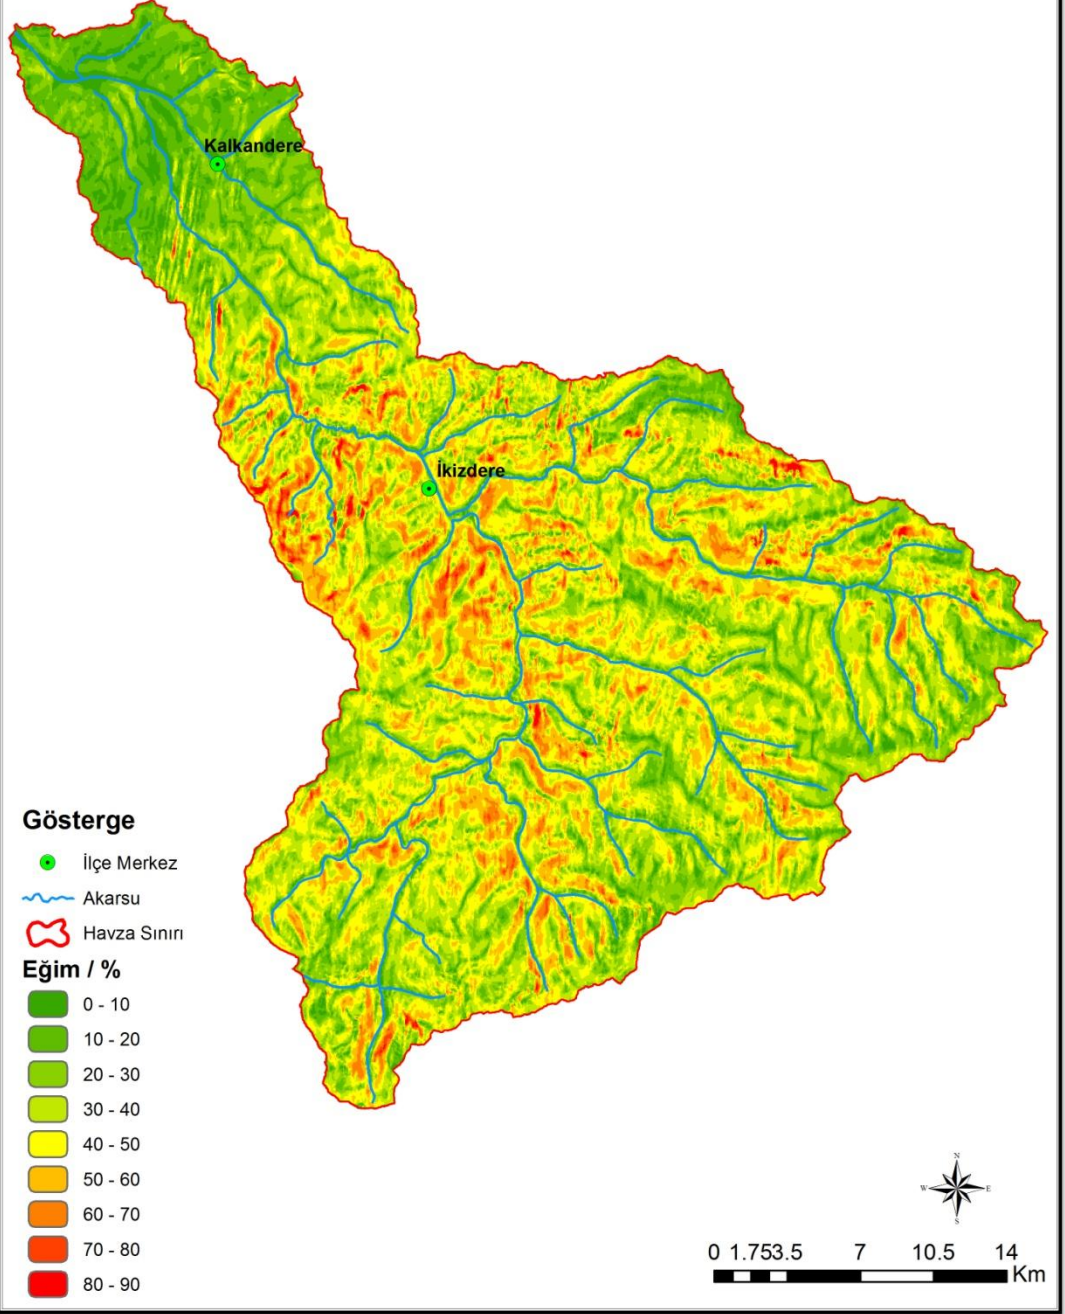 Kalkandere
İkizdere
Gösterge
İlçe Merkez
Akarsu
Havza Sınırı
Eğim / %
0 - 10
10 - 20
20 - 30
30 - 40
40 - 50
50 - 60
60 - 70
70 - 80
80 - 90
N
W E
S
0 1.753.5 7 10.5 14
Km